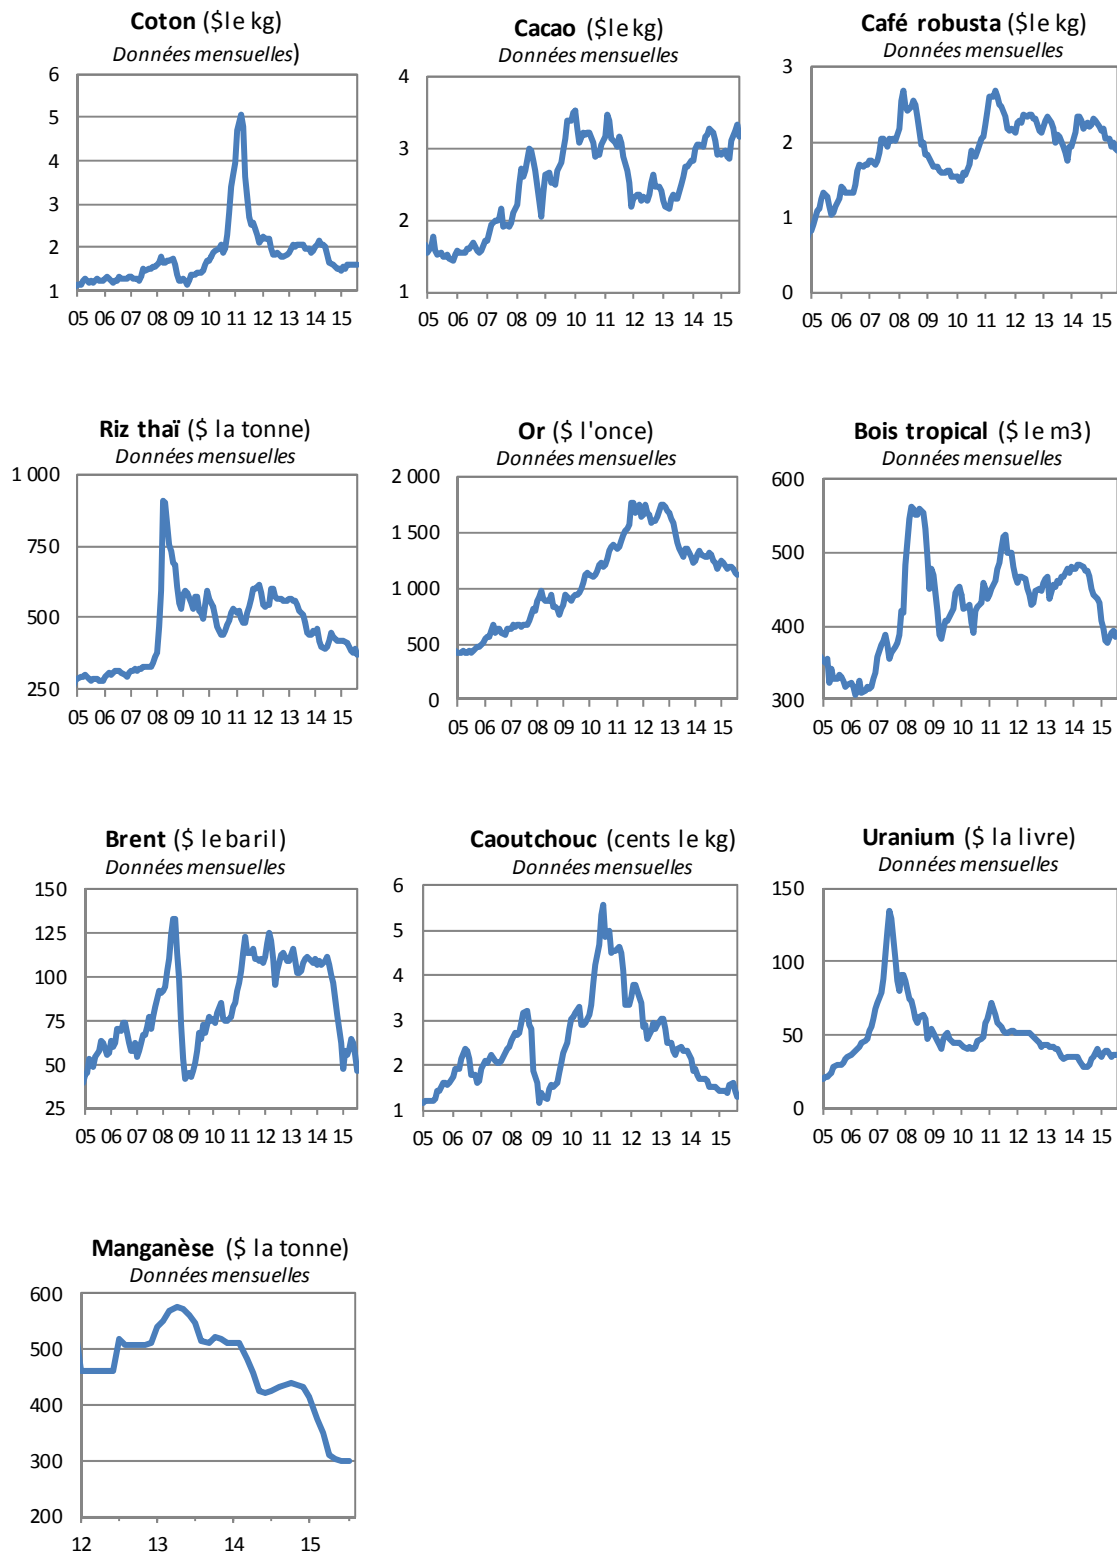 Coton ($le kg)
Données mensuelles)
6
5
4
3
2
1
05 06 07 08 09 10 11 12 13 14 15
Cacao ($le kg)
Données mensuelles
4
3
2
1
05 06 07 08 09 10 11 12 13 14 15
Café robusta ($le kg)
Données mensuelles
3
2
1
0
05 06 07 08 09 10 11 12 13 14 15
Riz thaï ($ la tonne)
Données mensuelles
1 000
750
500
250
05 06 07 08 09 10 11 12 13 14 15
Or ($ l'once)
Données mensuelles
2 000
1 500
1 000
500
0
05 06 07 08 09 10 11 12 13 14 15
Bois tropical ($ le m3)
Données mensuelles
600
500
400
300
05 06 07 08 09 10 11 12 13 14 15
Brent ($ le baril)
Données mensuelles
150
125
100
75
50
25
05 06 07 08 09 10 11 12 13 14 15
Caoutchouc (cents le kg)
Données mensuelles
6
5
4
3
2
1
05 06 07 08 09 10 11 12 13 14 15
Uranium ($ la livre)
Données mensuelles
150
100
50
0
05 06 07 08 09 10 11 12 13 14 15
Manganèse ($ la tonne)
Données mensuelles
600
500
400
300
200
12 13 14 15